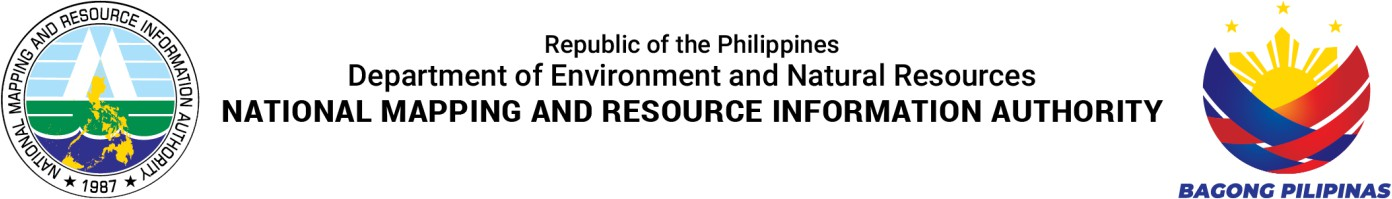 NATIONAL MAPPING AND RESOURCE INFORMATION AUTHORITY
★ 1987 ★
Republic of the Philippines
Department of Environment and Natural Resources
NATIONAL MAPPING AND RESOURCE INFORMATION AUTHORITY
BAGONG PILIPINAS